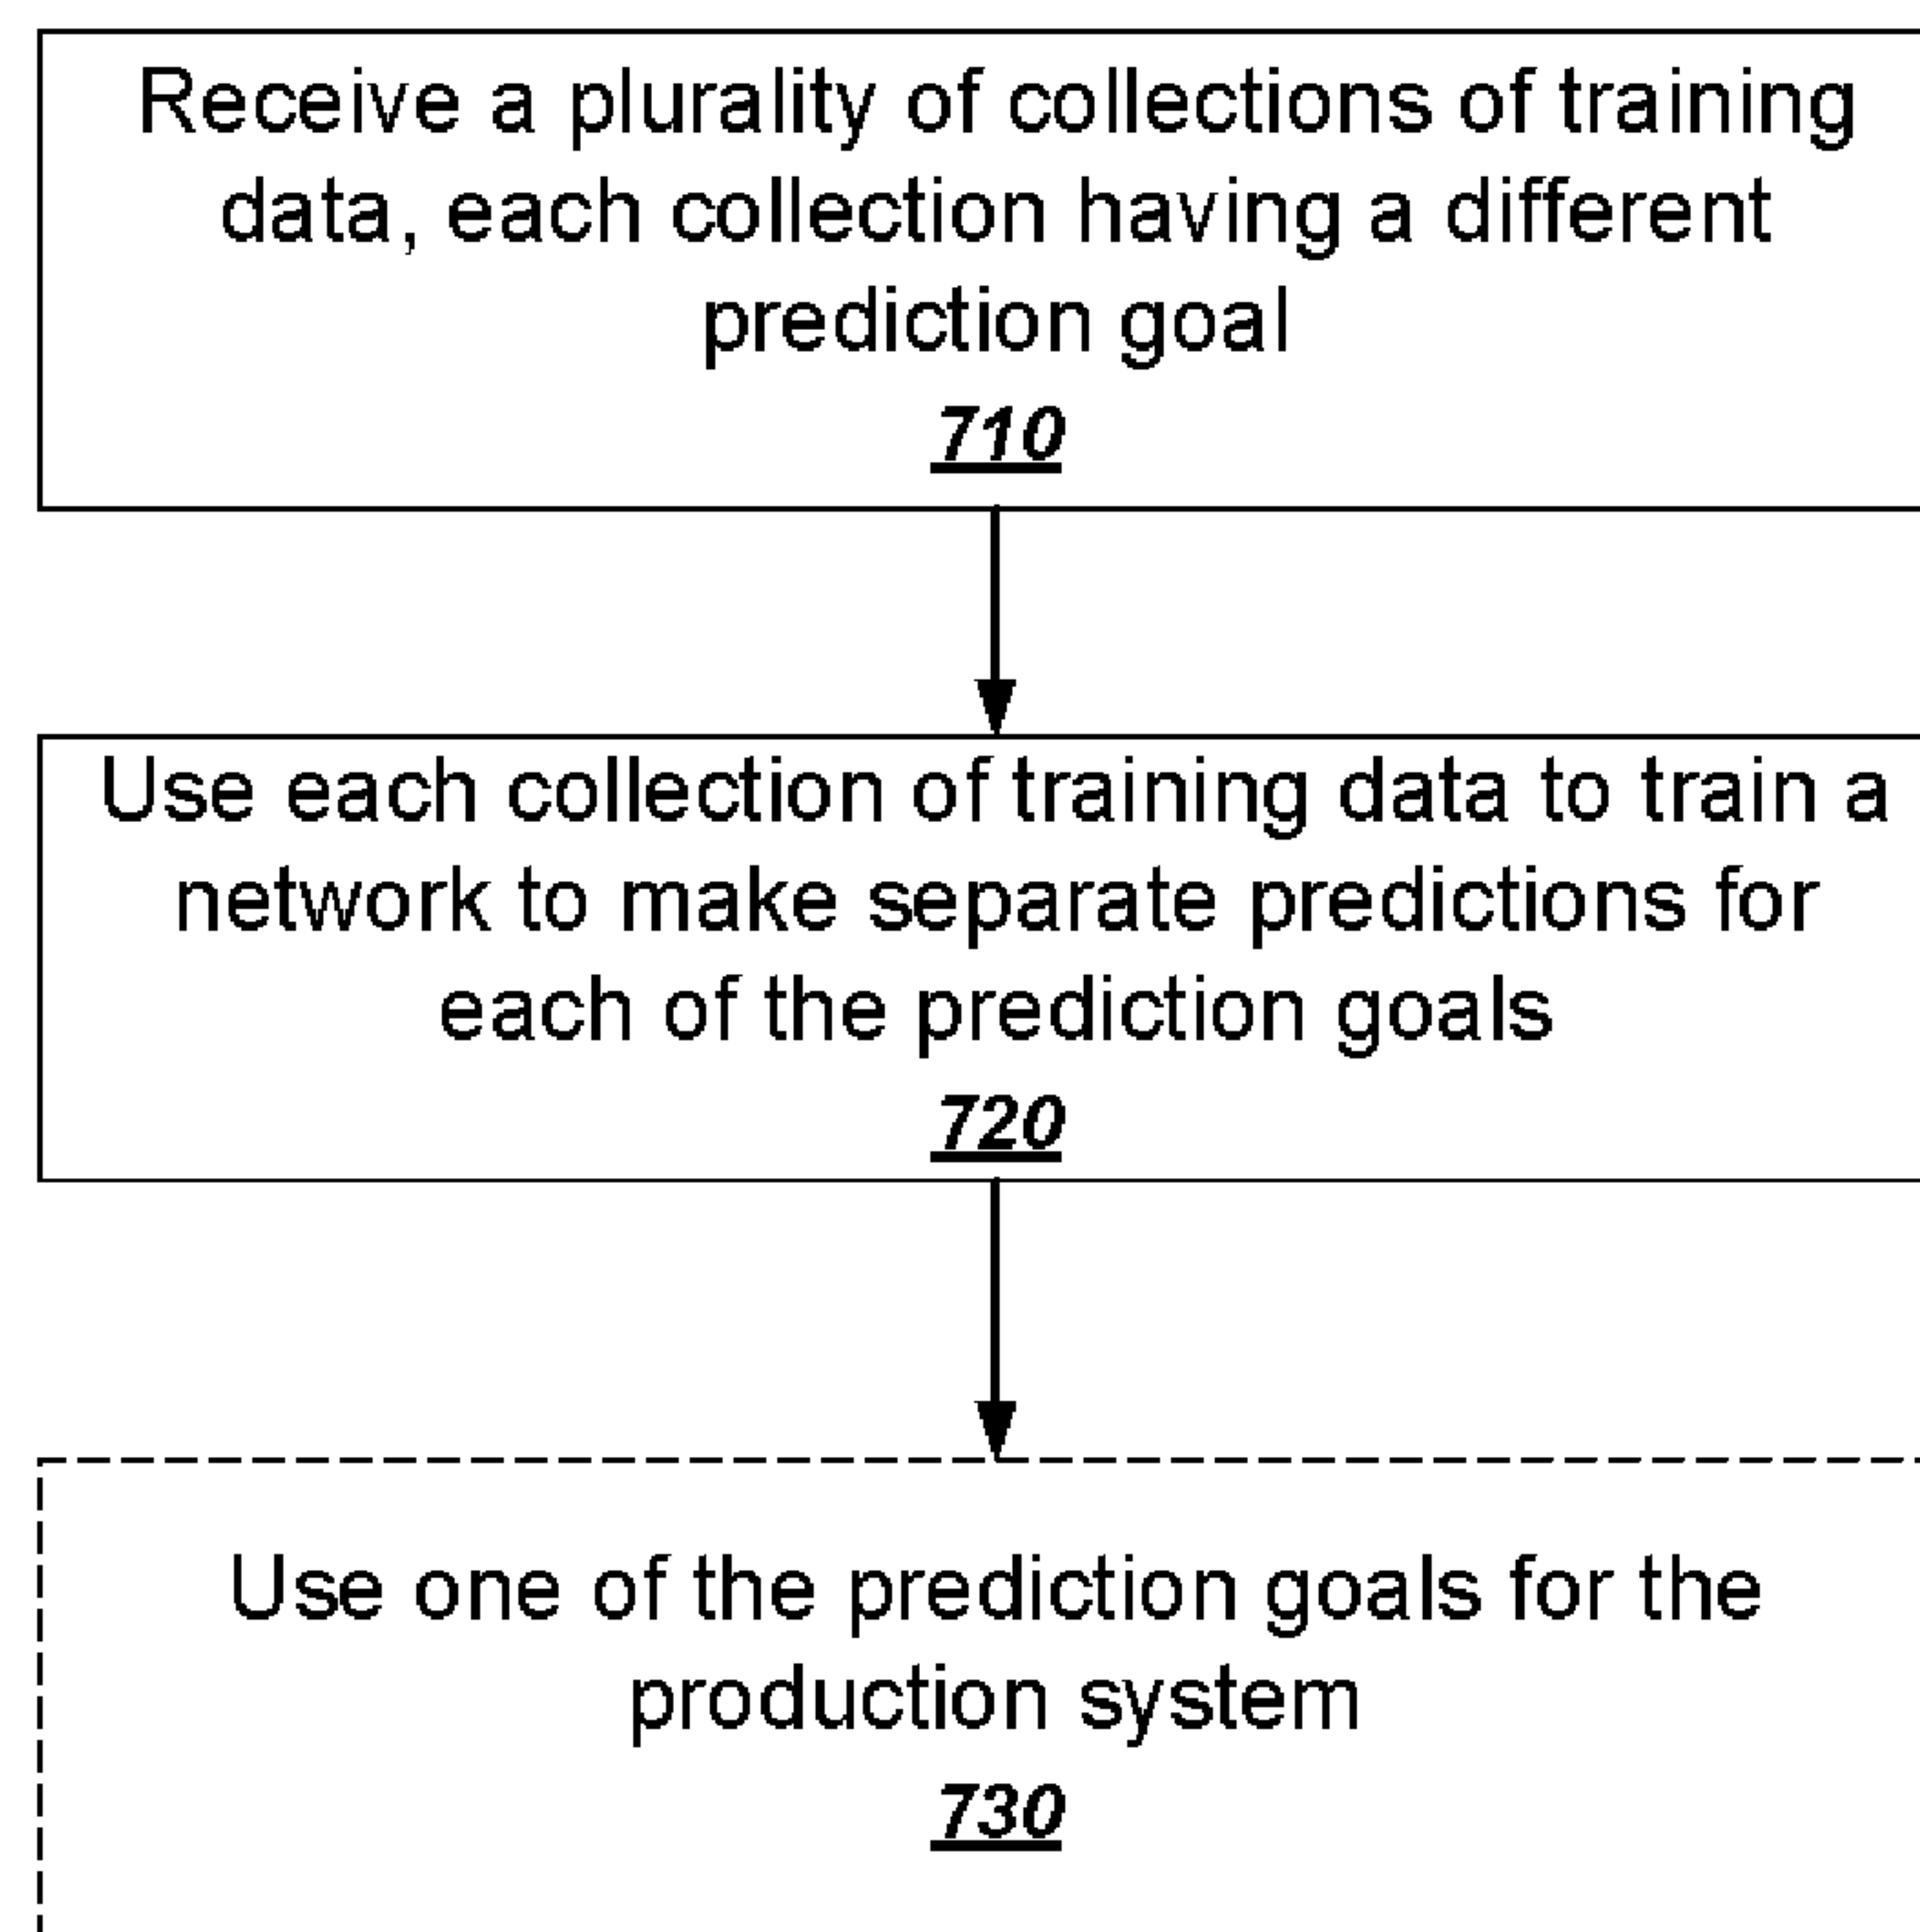 Receive a plurality of collections of training
data, each collection having a different
prediction goal
710
Use each collection of training data to train a
network to make separate predictions for
each of the prediction goals
720
Use one of the prediction goals for the
production system
730